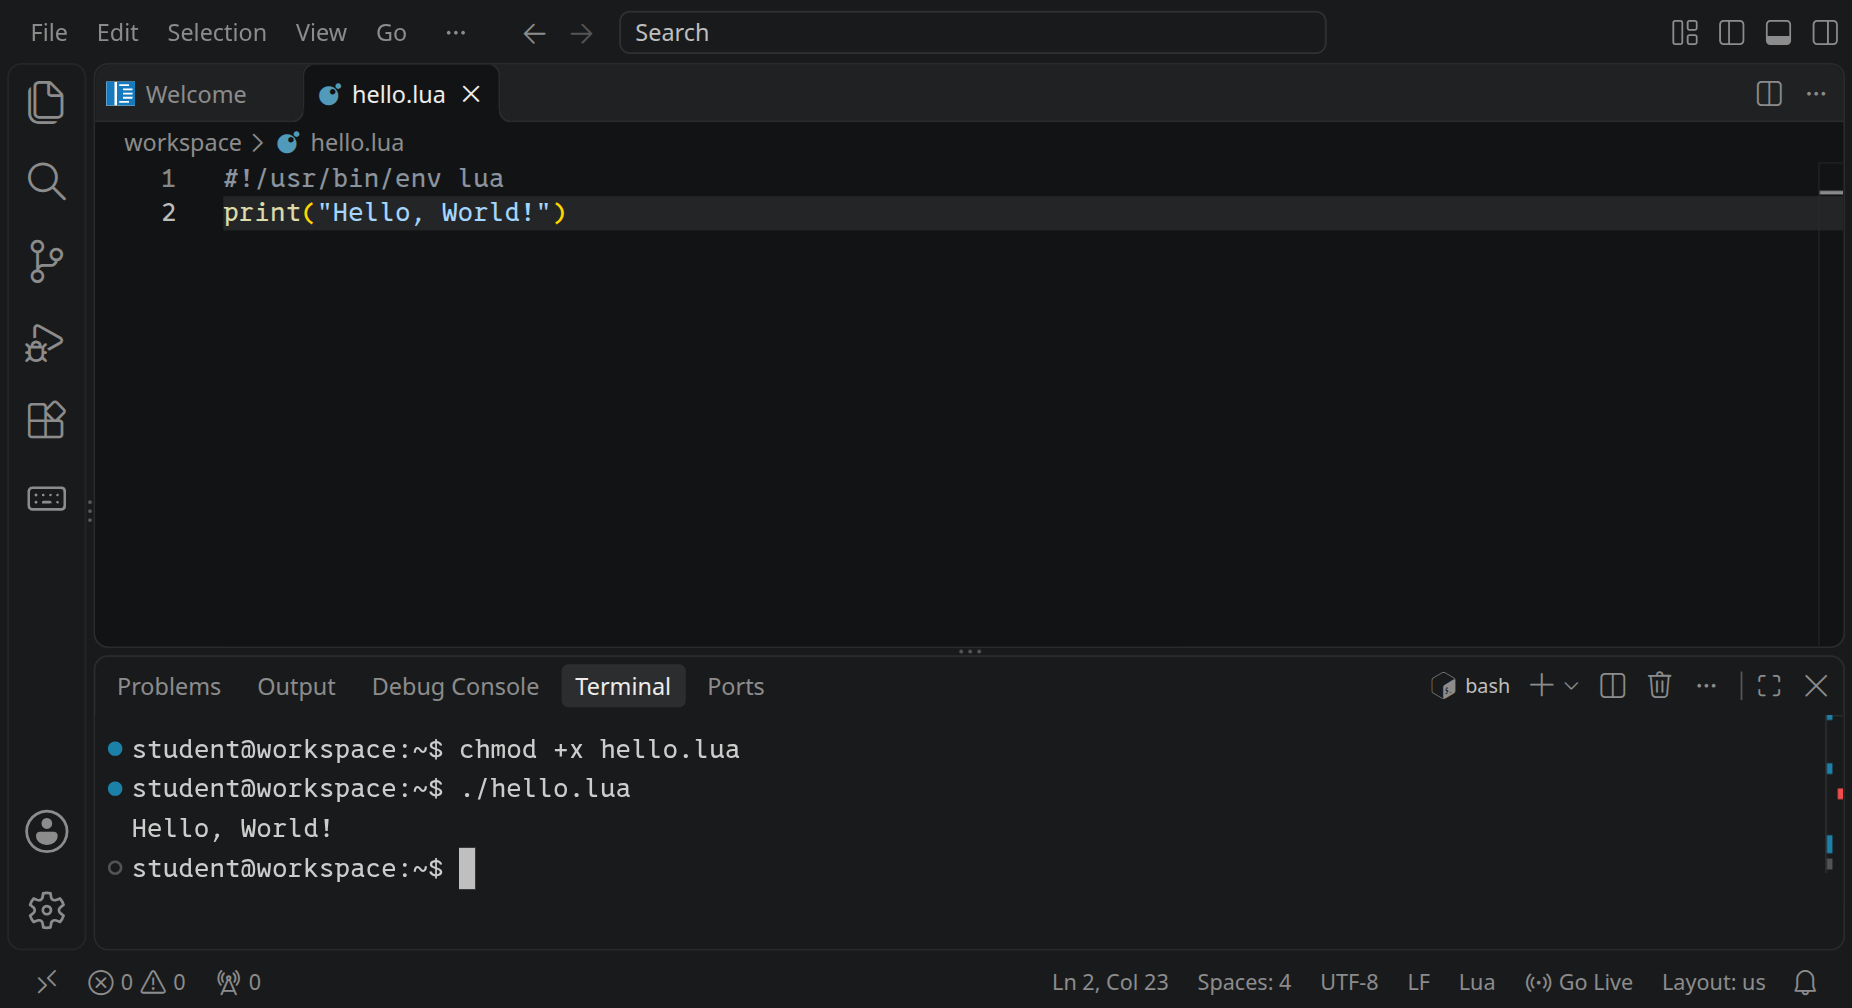 File Edit Selection View Go ··· Search
Welcome hello.lua
workspace > hello.lua
1 #!/usr/bin/env lua
2 print("Hello, World!")
Problems Output Debug Console Terminal Ports bash
student@workspace:~$ chmod +x hello.lua
student@workspace:~$ ./hello.lua
Hello, World!
student@workspace:~$
0 0 0 Ln 2, Col 23 Spaces: 4 UTF-8 LF Lua Go Live Layout: us